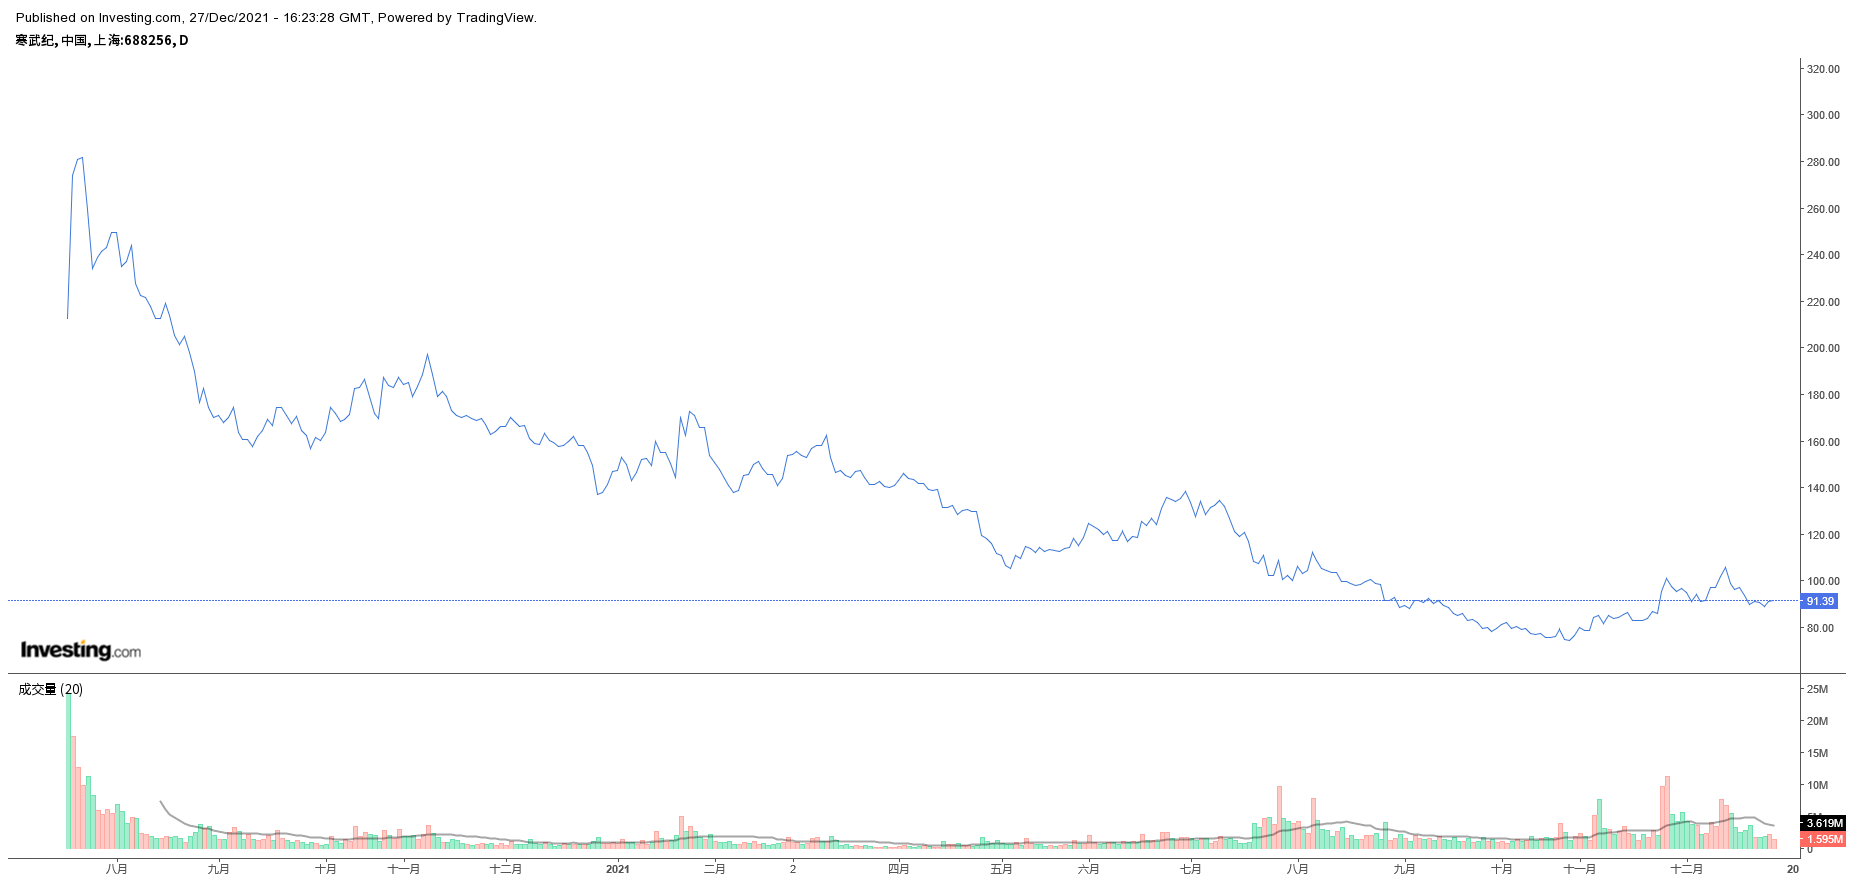 Published on Investing.com, 27/Dec/2021 - 16:23:28 GMT, Powered by TradingView.
寒武纪, 中国, 上海:688256, D
320.00
300.00
280.00
260.00
240.00
220.00
200.00
180.00
160.00
140.00
120.00
100.00
91.39
80.00
Investing.com
成交量 (20)
25M
20M
15M
10M
3.619M
1.595M
0
八月 九月 十月 十一月 十二月 2021 二月 2 四月 五月 六月 七月 八月 九月 十月 十一月 十二月 20